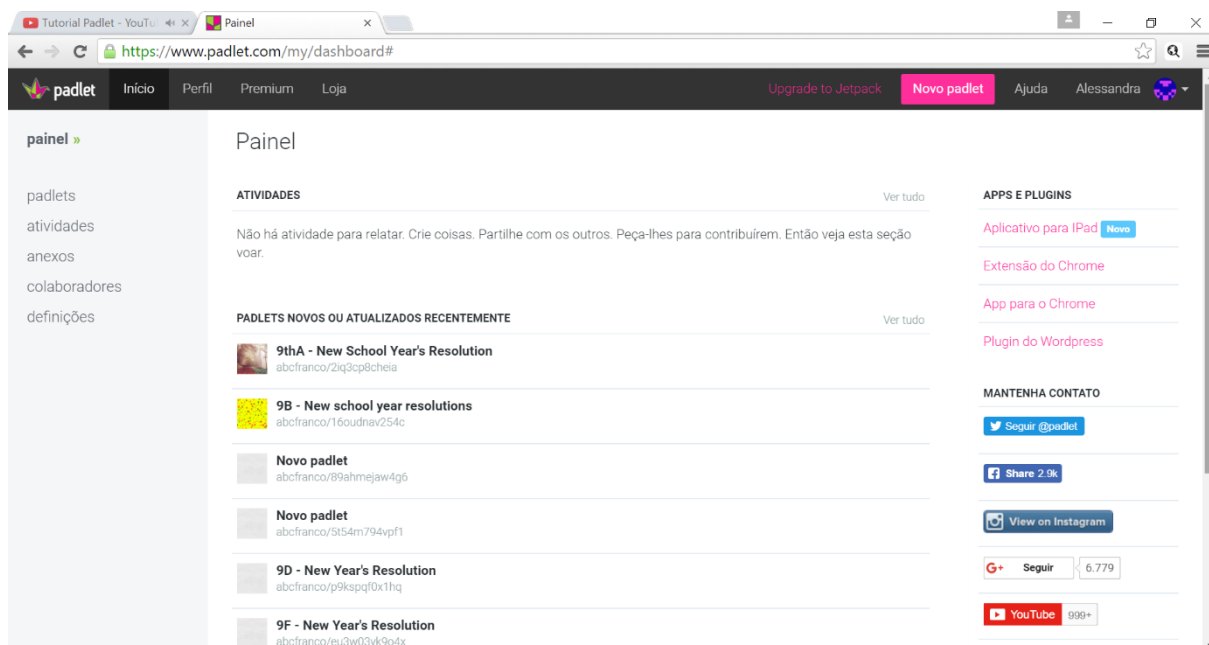 Tutorial Padlet - YouTu
Painel
https://www.padlet.com/my/dashboard#
padlet Início Perfil Premium Loja Upgrade to Jetpack Novo padlet Ajuda Alessandra
painel »
padlets
atividades
anexos
colaboradores
definições
Painel
ATIVIDADES Ver tudo
Não há atividade para relatar. Crie coisas. Partilhe com os outros. Peça-lhes para contribuírem. Então veja esta seção
voar.
PADLETS NOVOS OU ATUALIZADOS RECENTEMENTE Ver tudo
9thA - New School Year's Resolution
abcfranco/2iq3cp8cheia
9B - New school year resolutions
abcfranco/16oudnav254c
Novo padlet
abcfranco/89ahmejaw4g6
Novo padlet
abcfranco/5t54m794vpf1
9D - New Year's Resolution
abcfranco/p9kspqf0x1hq
9F - New Year's Resolution
abcfranco/eu3w03vk9o4x
APPS E PLUGINS
Aplicativo para IPad Novo
Extensão do Chrome
App para o Chrome
Plugin do Wordpress
MANTENHA CONTATO
Seguir @padlet
Share 2.9k
View on Instagram
G+ Seguir 6.779
YouTube 999+